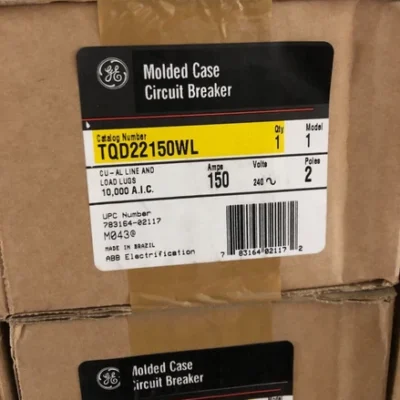 GE
Molded Case
Circuit Breaker
Catalog Number Qty Model
TQD22150WL 1 1
CU-AL LINE AND
LOAD LUGS
10,000 A.I.C.
Amps Volts Poles
150 240 ~ 2
UPC Number
783164-02117
M043@
MADE IN BRAZIL
ABB Electrification
7 83164 02117 2
GE
Molded Case
Circuit Breaker